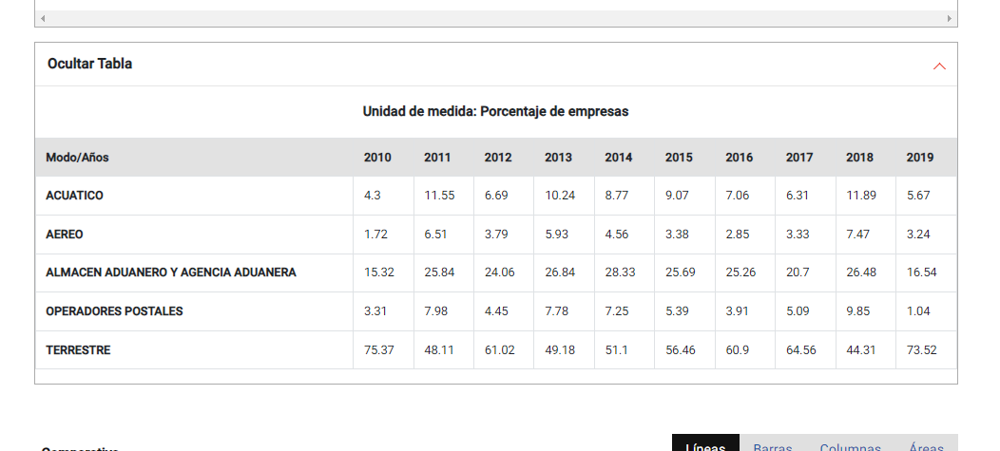 Ocultar Tabla
Unidad de medida: Porcentaje de empresas
Modo/Años 2010 2011 2012 2013 2014 2015 2016 2017 2018 2019
ACUATICO 4.3 11.55 6.69 10.24 8.77 9.07 7.06 6.31 11.89 5.67
AEREO 1.72 6.51 3.79 5.93 4.56 3.38 2.85 3.33 7.47 3.24
ALMACEN ADUANERO Y AGENCIA ADUANERA 15.32 25.84 24.06 26.84 28.33 25.69 25.26 20.7 26.48 16.54
OPERADORES POSTALES 3.31 7.98 4.45 7.78 7.25 5.39 3.91 5.09 9.85 1.04
TERRESTRE 75.37 48.11 61.02 49.18 51.1 56.46 60.9 64.56 44.31 73.52
Líneas Barras Columnas Áreas